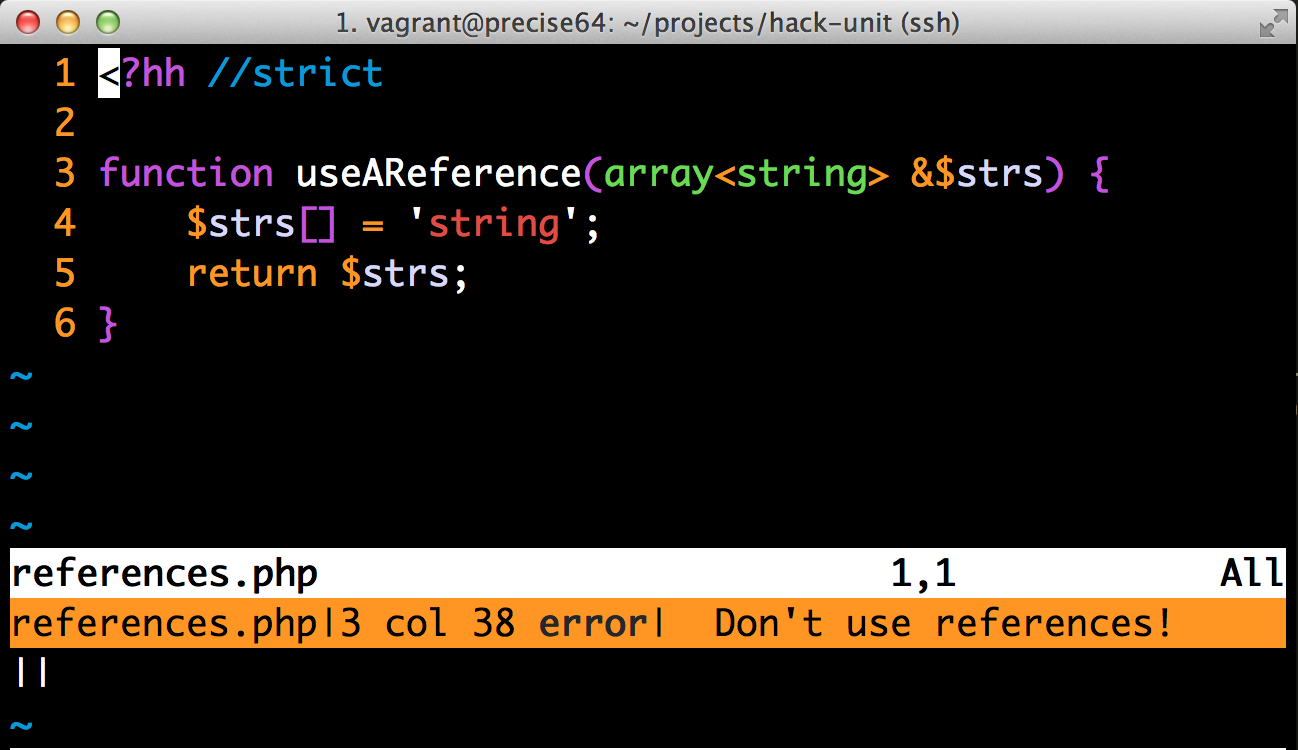 1. vagrant@precise64: ~/projects/hack-unit (ssh)
1 <?hh //strict
2
3 function useAReference(array<string> &$strs) {
4     $strs[] = 'string';
5     return $strs;
6 }
~
~
~
~
references.php 1,1 All
references.php|3 col 38 error|  Don't use references!
||
~